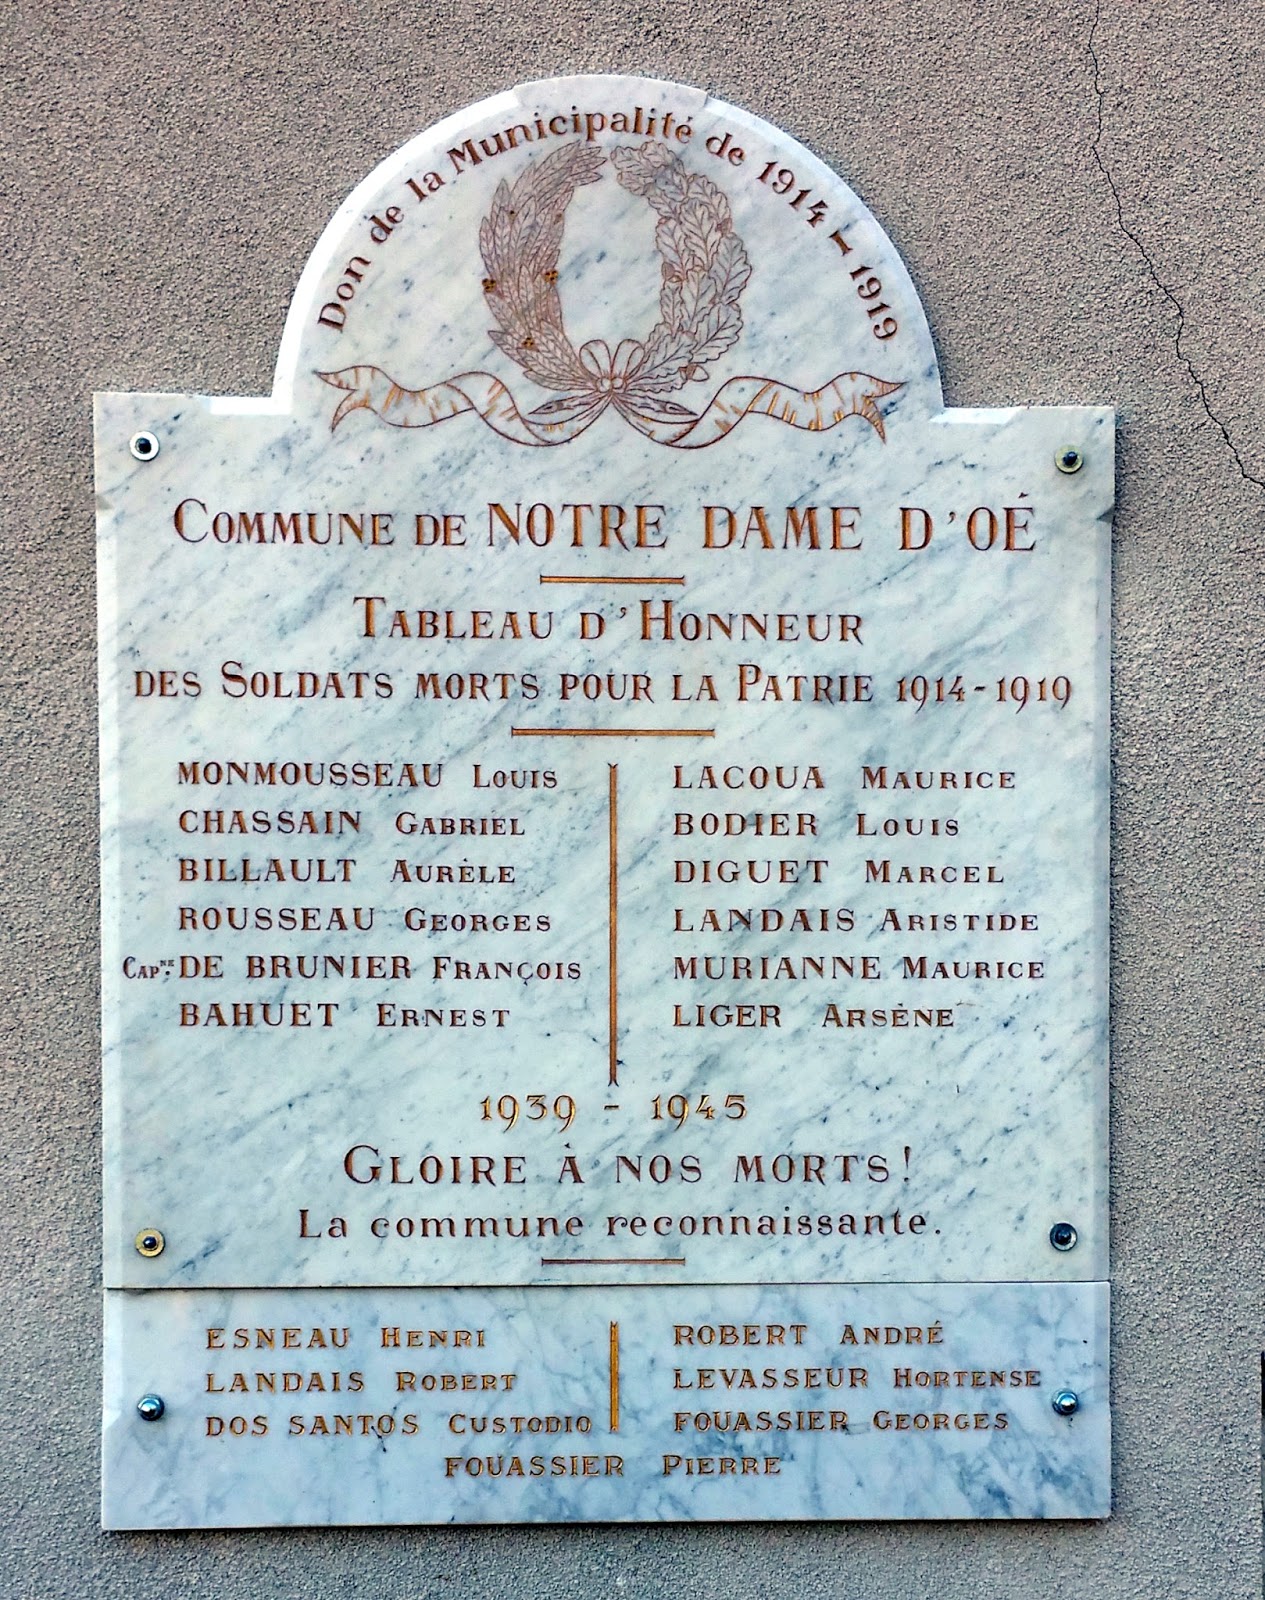 Don de la Municipalité de 1914-1919
COMMUNE DE NOTRE DAME D'OÉ
TABLEAU D'HONNEUR
DES SOLDATS MORTS POUR LA PATRIE 1914-1919
MONMOUSSEAU LOUIS
CHASSAIN GABRIEL
BILLAULT AURÈLE
ROUSSEAU GEORGES
CAPNE DE BRUNIER FRANÇOIS
BAHUET ERNEST
LACOUA MAURICE
BODIER LOUIS
DIGUET MARCEL
LANDAIS ARISTIDE
MURIANNE MAURICE
LIGER ARSÈNE
1939 - 1945
GLOIRE À NOS MORTS!
La commune reconnaissante.
ESNEAU HENRI
LANDAIS ROBERT
DOS SANTOS CUSTODIO
ROBERT ANDRÉ
LEVASSEUR HORTENSE
FOUASSIER GEORGES
FOUASSIER PIERRE